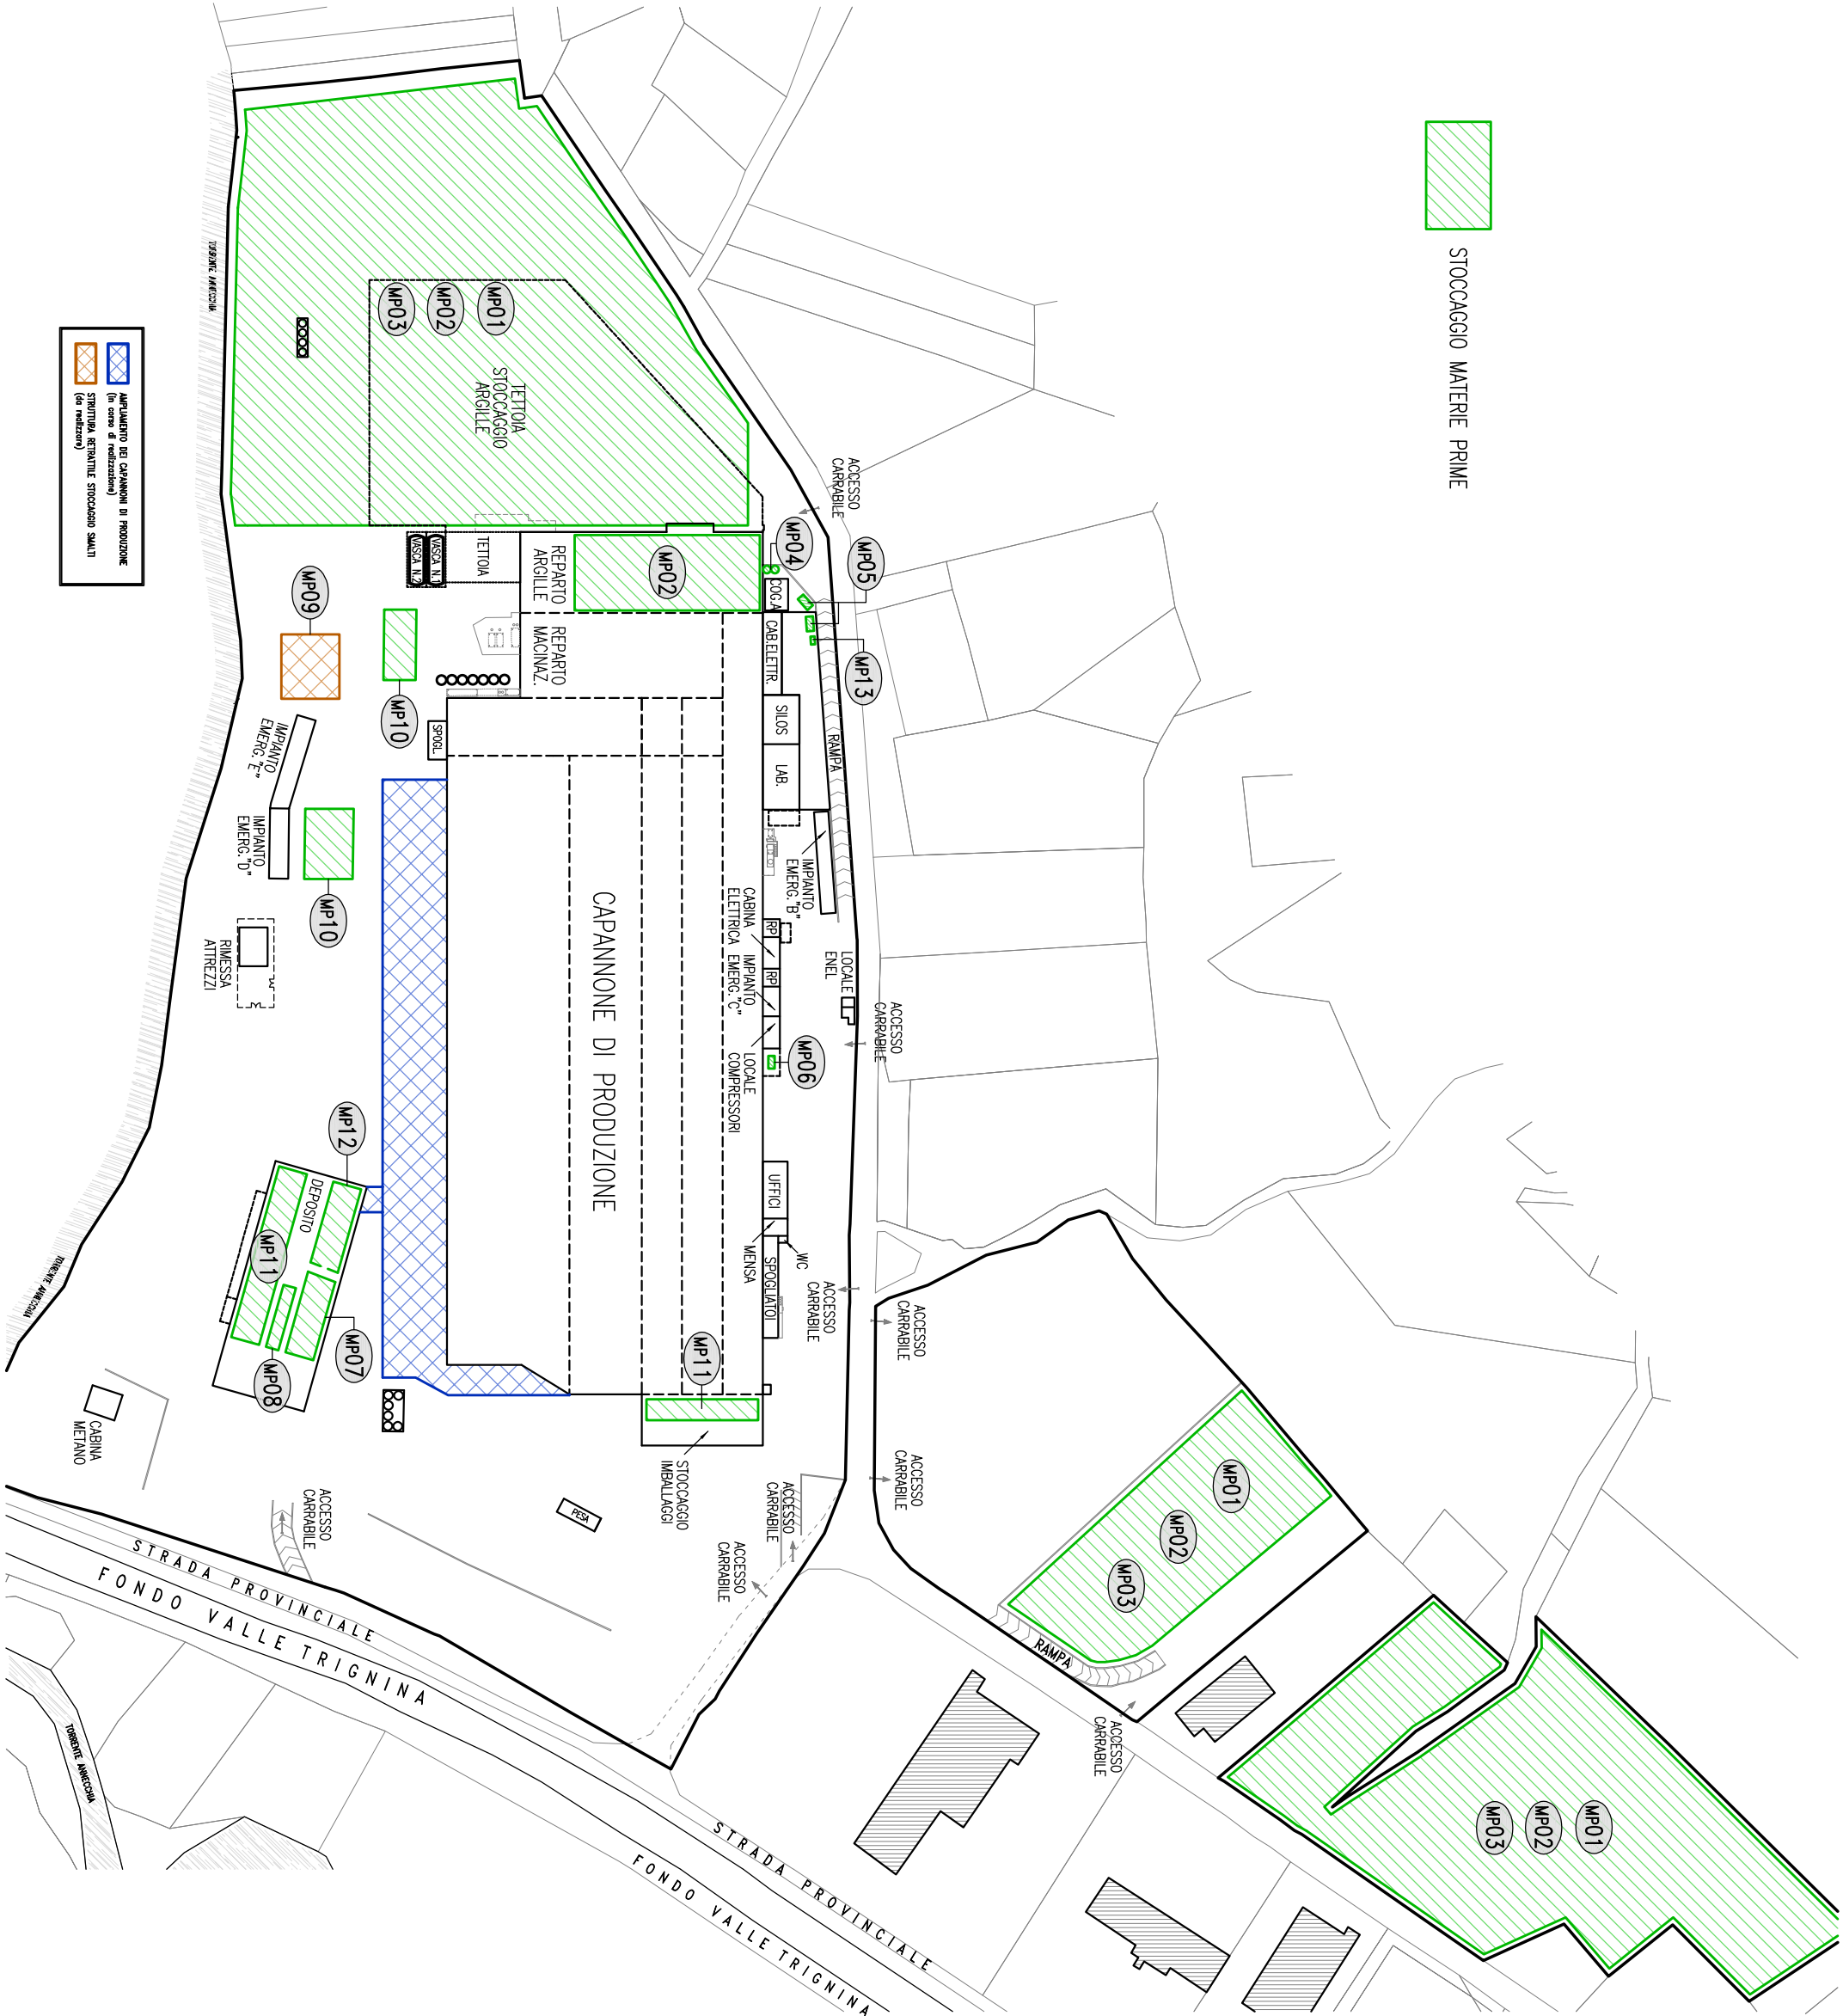 STOCCAGGIO MATERIE PRIME
AMPLIAMENTO DEI CAPANNONI DI PRODUZIONE
(in corso di realizzazione)
STRUTTURA RETRATTILE STOCCAGGIO SMALTI
(da realizzare)
TORRENTE ANNECCHIA
MP01
MP02
MP03
TETTOIA
STOCCAGGIO
ARGILLE
ACCESSO
CARRABILE
MP04
MP05
MP13
MP02
COG.A
CAB.ELETTR.
SILOS
LAB.
RAMPA
REPARTO
ARGILLE
REPARTO
MACINAZ.
TETTOIA
VASCA N.1
VASCA N.2
SPOGL.
MP09
MP10
IMPIANTO
EMERG."E"
IMPIANTO
EMERG."D"
MP10
RIMESSA
ATTREZZI
IMPIANTO
EMERG."B"
CAPANNONE DI PRODUZIONE
RP
RP
CABINA
ELETTRICA
IMPIANTO
EMERG."C"
LOCALE
COMPRESSORI
LOCALE
ENEL
ACCESSO
CARRABILE
MP06
UFFICI
MENSA
WC
SPOGLIATOI
ACCESSO
CARRABILE
ACCESSO
CARRABILE
ACCESSO
CARRABILE
MP12
DEPOSITO
MP11
MP07
MP08
MP11
STOCCAGGIO
IMBALLAGGI
PESA
CABINA
METANO
TORRENTE ANNECCHIA
ACCESSO
CARRABILE
ACCESSO
CARRABILE
ACCESSO
CARRABILE
MP01
MP02
MP03
RAMPA
ACCESSO
CARRABILE
MP01
MP02
MP03
STRADA PROVINCIALE
FONDO VALLE TRIGNINA
STRADA PROVINCIALE
FONDO VALLE TRIGNINA
TORRENTE ANNECCHIA